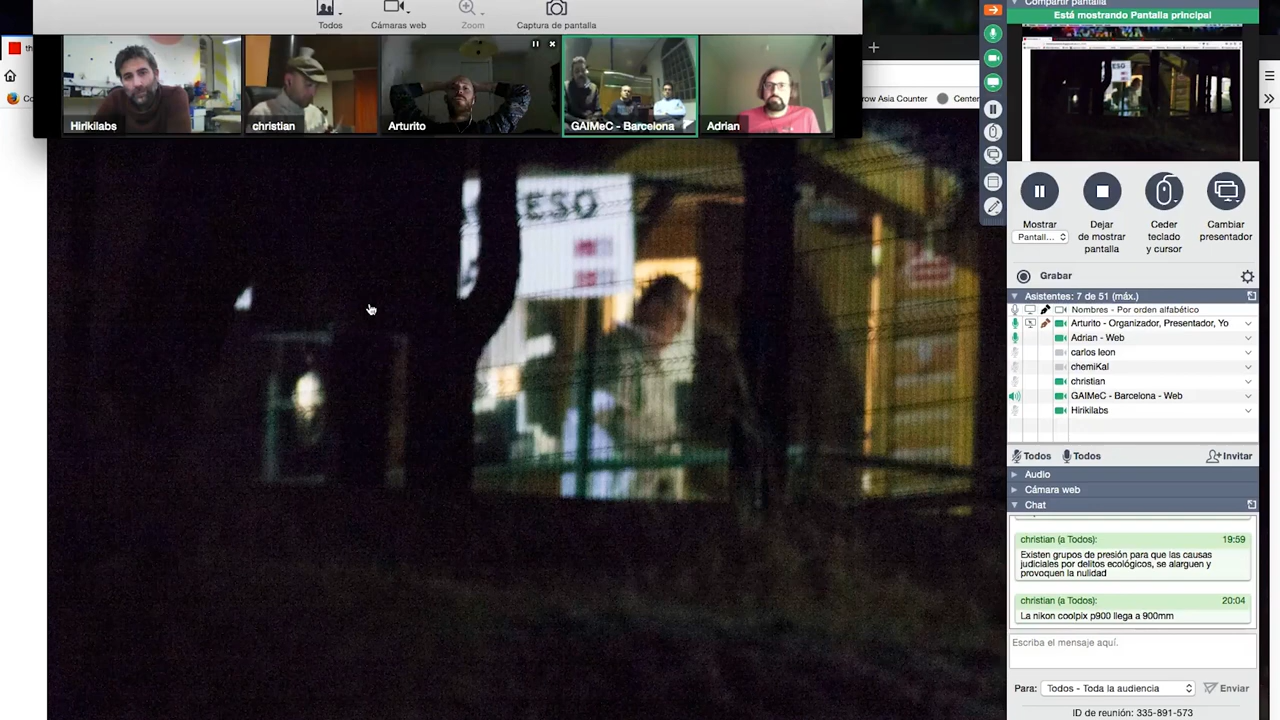 Todos
Cámaras web
Zoom
Captura de pantalla
Hirikilabs
christian
Arturito
GAIMeC - Barcelona
Adrian
row Asia Counter
Center
ESO
Compartir pantalla
Está mostrando Pantalla principal
Mostrar
Pantall...
Dejar
de mostrar
pantalla
Ceder
teclado
y cursor
Cambiar
presentador
Grabar
Asistentes: 7 de 51 (máx.)
Nombres - Por orden alfabético
Arturito - Organizador, Presentador, Yo
Adrian - Web
carlos leon
chemiKal
christian
GAIMeC - Barcelona - Web
Hirikilabs
Todos
Todos
Invitar
Audio
Cámara web
Chat
christian (a Todos): 19:59
Existen grupos de presión para que las causas
judiciales por delitos ecológicos, se alarguen y
provoquen la nulidad
christian (a Todos): 20:04
La nikon coolpix p900 llega a 900mm
Escriba el mensaje aquí.
Para: Todos - Toda la audiencia
Enviar
ID de reunión: 335-891-573